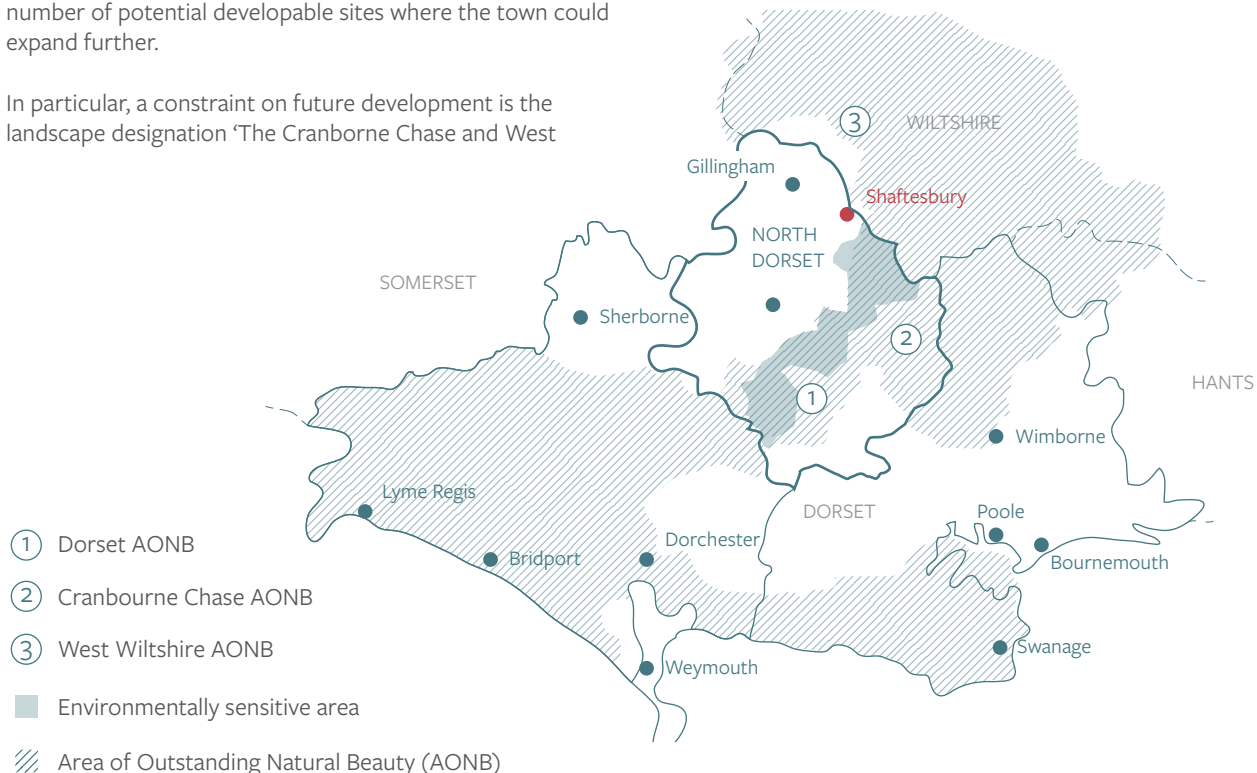 number of potential developable sites where the town could
expand further.
In particular, a constraint on future development is the
landscape designation ‘The Cranborne Chase and West
3
WILTSHIRE
Gillingham
Shaftesbury
NORTH
DORSET
SOMERSET
Sherborne
2
HANTS
1
Wimborne
Lyme Regis
DORSET
Poole
Dorchester
Bournemouth
Bridport
Swanage
Weymouth
1 Dorset AONB
2 Cranbourne Chase AONB
3 West Wiltshire AONB
Environmentally sensitive area
Area of Outstanding Natural Beauty (AONB)